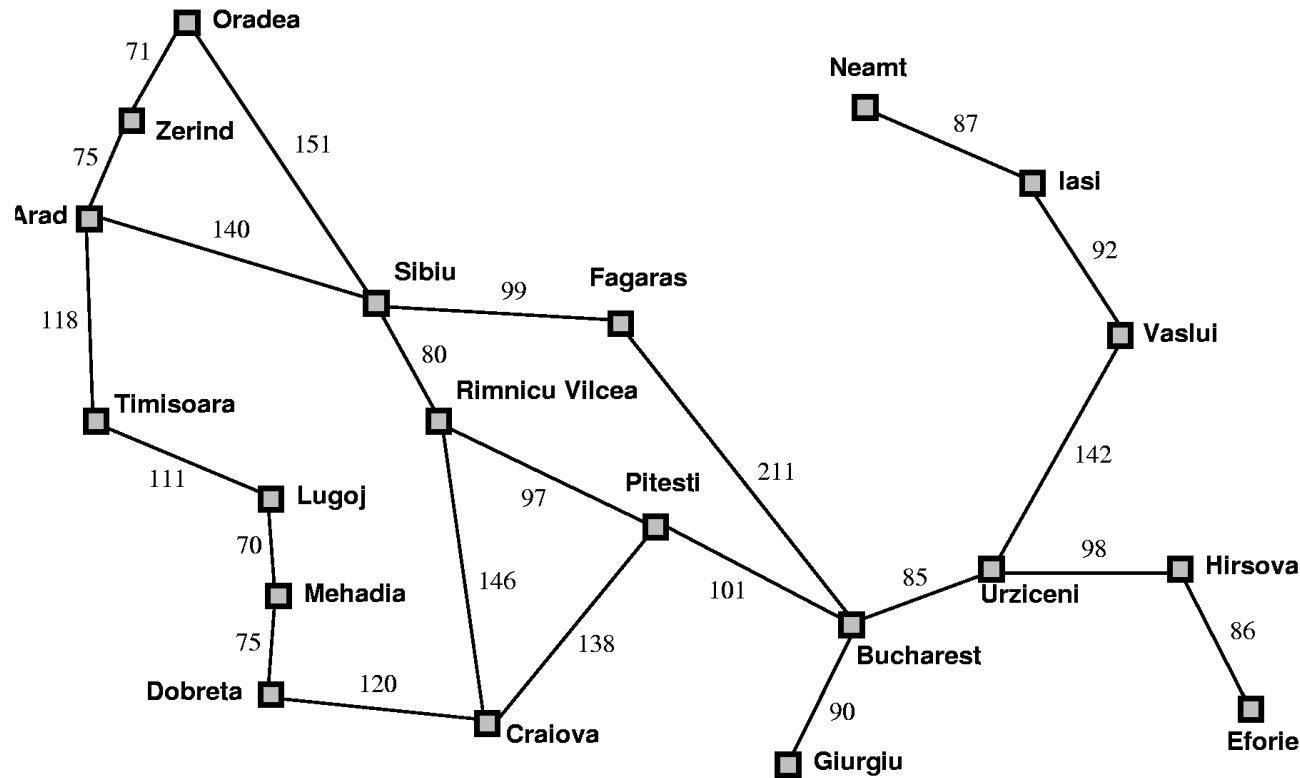 Oradea
71
Neamt
Zerind
87
151
75
Iasi
Arad
140
92
Sibiu
Fagaras
99
118
Vaslui
80
Timisoara
Rimnicu Vilcea
142
211
111
Lugoj
97
Pitesti
70
98
Hirsova
146
101
85
Mehadia
Urziceni
86
75
138
Bucharest
Dobreta
120
90
Craiova
Eforie
Giurgiu